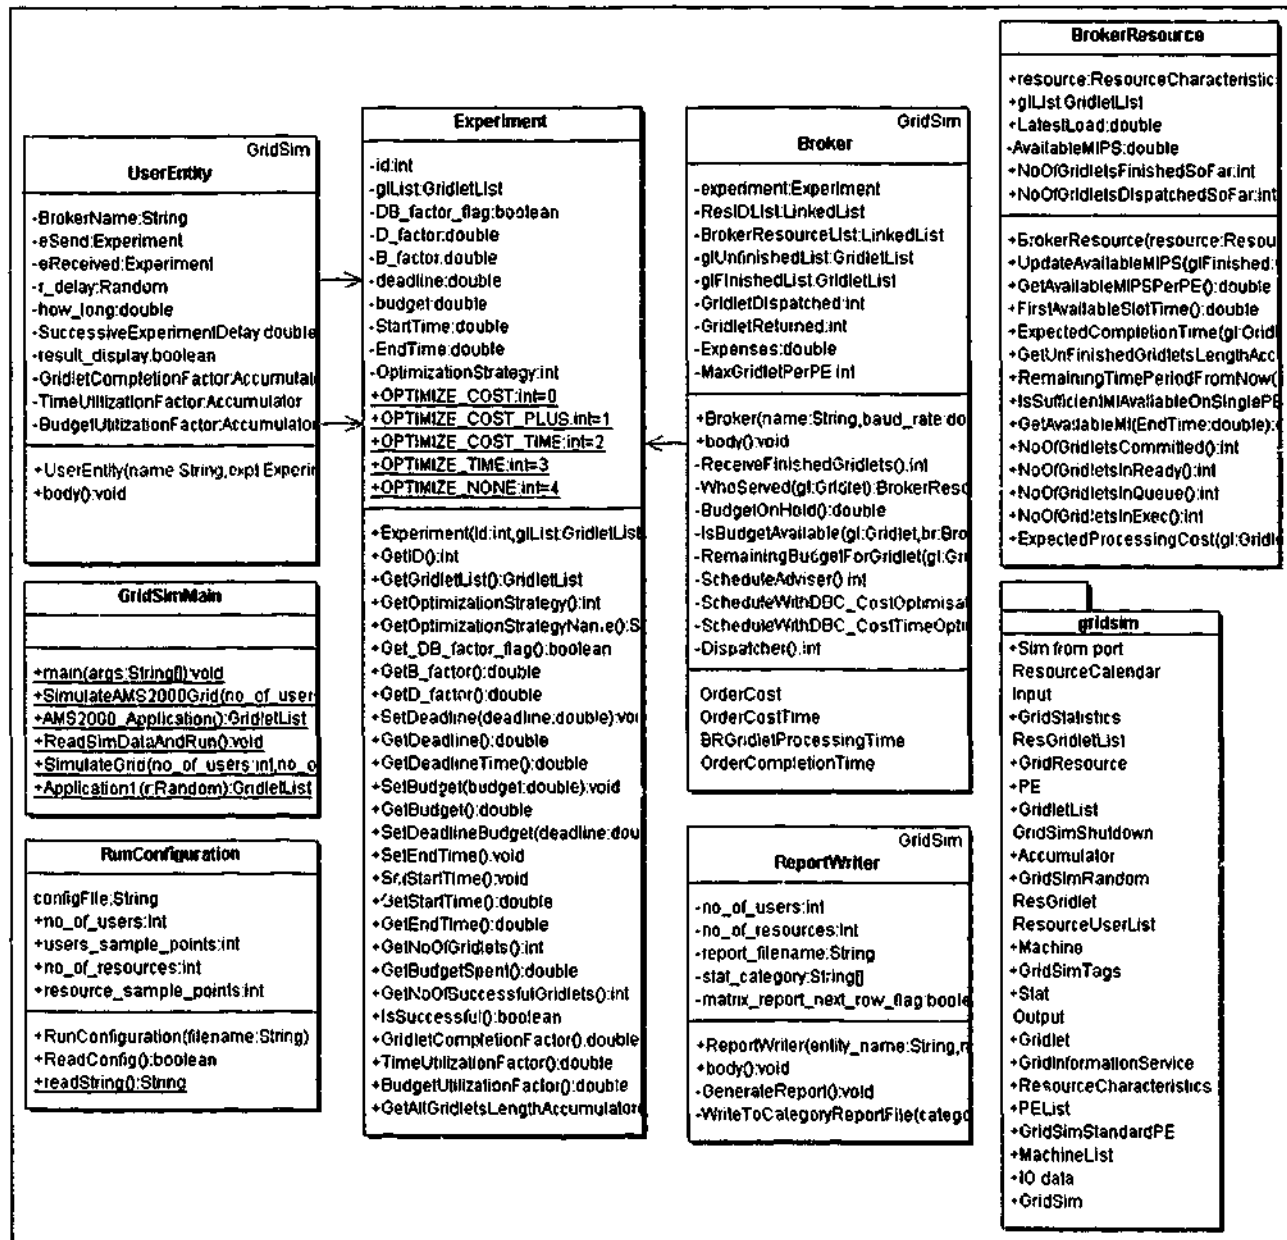 GridSim
UserEntity
-BrokerName:String
-eSend:Experiment
-eReceived:Experiment
-r_delay:Random
-how_long:double
-SuccessiveExperimentDelay:double
-result_display:boolean
-GridletCompletionFactor:Accumulat
-TimeUtilizationFactor:Accumulator
-BudgetUtilizationFactor:Accumulator
+UserEntity(name:String,expt:Experin
+body():void
GridSimMain
+main(args:String[]):void
+SimulateAMS2000Grid(no_of_user
+AMS2000_Application():GridletList
+ReadSimDataAndRun():void
+SimulateGrid(no_of_users:int,no_o
+Application1(r:Random):GridletList
RunConfiguration
configFile:String
+no_of_users:int
+users_sample_points:int
+no_of_resources:int
+resource_sample_points:int
+RunConfiguration(filename:String)
+ReadConfig():boolean
+readString():String
Experiment
-id:int
-glList:GridletList
-DB_factor_flag:boolean
-D_factor:double
-B_factor:double
-deadline:double
-budget:double
-StartTime:double
-EndTime:double
-OptimizationStrategy:int
+OPTIMIZE_COST:int=0
+OPTIMIZE_COST_PLUS:int=1
+OPTIMIZE_COST_TIME:int=2
+OPTIMIZE_TIME:int=3
+OPTIMIZE_NONE:int=4
+Experiment(id:int,glList:GridletList
+GetID():int
+GetGridletList():GridletList
+GetOptimizationStrategy():int
+GetOptimizationStrategyName():S
+Get_DB_factor_flag():boolean
+GetB_factor():double
+GetD_factor():double
+SetDeadline(deadline:double):voi
+GetDeadline():double
+GetDeadlineTime():double
+SetBudget(budget:double):void
+GetBudget():double
+SetDeadlineBudget(deadline:dou
+SetEndTime():void
+SetStartTime():void
+GetStartTime():double
+GetEndTime():double
+GetNoOfGridlets():int
+GetBudgetSpent():double
+GetNoOfSuccessfulGridlets():int
+IsSuccessful():boolean
+GridletCompletionFactor():double
+TimeUtilizationFactor():double
+BudgetUtilizationFactor():double
+GetAllGridletsLengthAccumulator(
GridSim
Broker
-experiment:Experiment
-ResIDList:LinkedList
-BrokerResourceList:LinkedList
-glUnfinishedList:GridletList
-glFinishedList:GridletList
-GridletDispatched:int
-GridletReturned:int
-Expenses:double
-MaxGridletPerPE:int
+Broker(name:String,baud_rate:do
+body():void
-ReceiveFinishedGridlets():int
-WhoServed(gl:Gridlet):BrokerReso
-BudgetOnHold():double
-IsBudgetAvailable(gl:Gridlet,br:Bro
-RemainingBudgetForGridlet(gl:Gri
-ScheduleAdviser():int
-ScheduleWithDBC_CostOptimisat
-ScheduleWithDBC_CostTimeOpti
-Dispatcher():int
OrderCost
OrderCostTime
BRGridletProcessingTime
OrderCompletionTime
GridSim
ReportWriter
-no_of_users:int
-no_of_resources:int
-report_filename:String
-stat_category:String[]
-matrix_report_next_row_flag:boole
+ReportWriter(entity_name:String,n
+body():void
-GenerateReport():void
-WriteToCategoryReportFile(catego
BrokerResource
+resource:ResourceCharacteristic
+glList:GridletList
+LatestLoad:double
-AvailableMIPS:double
+NoOfGridletsFinishedSoFar:int
+NoOfGridletsDispatchedSoFar:int
+BrokerResource(resource:Resou
+UpdateAvailableMIPS(glFinished:
+GetAvailableMIPSPerPE():double
+FirstAvailableSlotTime():double
+ExpectedCompletionTime(gl:Gridl
+GetUnFinishedGridletsLengthAcc
+RemainingTimePeriodFromNow(
+IsSufficientMIAvailableOnSinglePE
+GetAvailableMI(EndTime:double):
+NoOfGridletsCommitted():int
+NoOfGridletsInReady():int
+NoOfGridletsInQueue():int
+NoOfGridletsInExec():int
+ExpectedProcessingCost(gl:Gridle
gridsim
+Sim from port
ResourceCalendar
Input
+GridStatistics
ResGridletList
+GridResource
+PE
+GridletList
GridSimShutdown
+Accumulator
+GridSimRandom
ResGridlet
ResourceUserList
+Machine
+GridSimTags
+Stat
Output
+Gridlet
+GridInformationService
+ResourceCharacteristics
+PEList
+GridSimStandardPE
+MachineList
+IO data
+GridSim